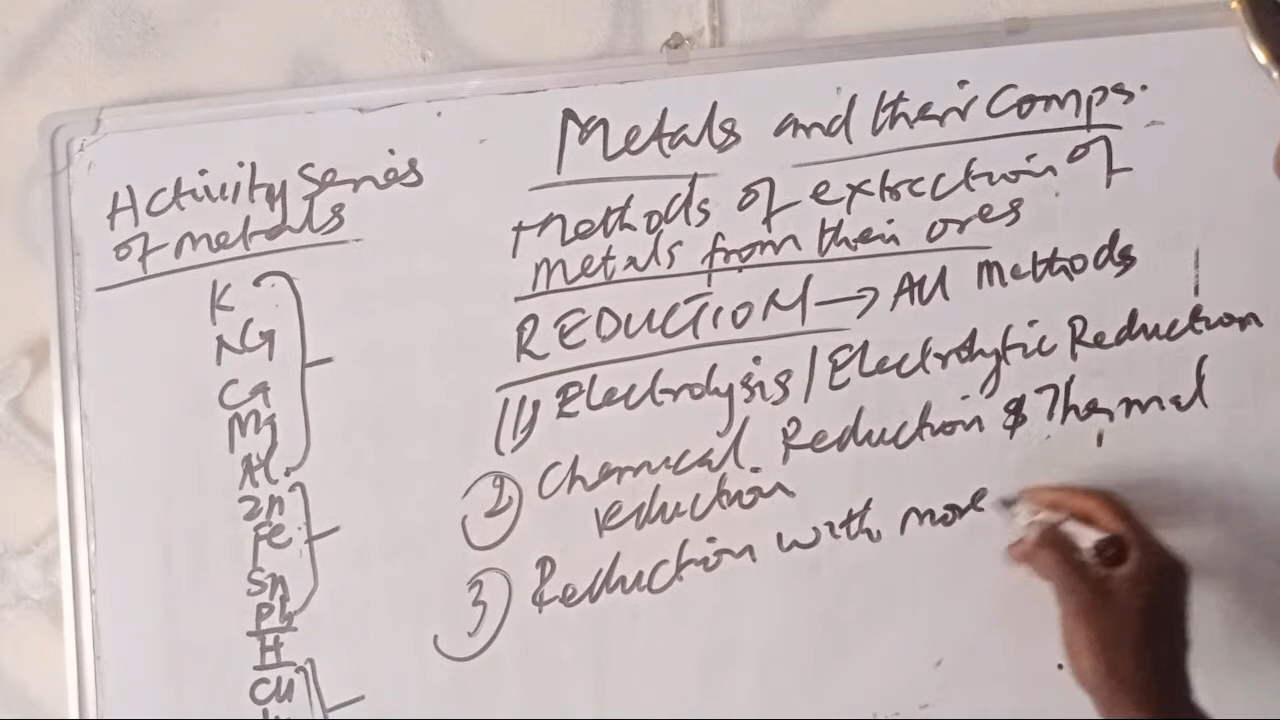 Metals and their Comps.
Activity Series
of metals
Methods of extraction of
metals from their ores
REDUCTION → All Methods
(1) Electrolysis / Electrolytic Reduction
② Chemical Reduction & Thermal
reduction
③ Reduction with more
K
Na
Ca
Mg
Al
Zn
Fe
Sn
Pb
H
Cu